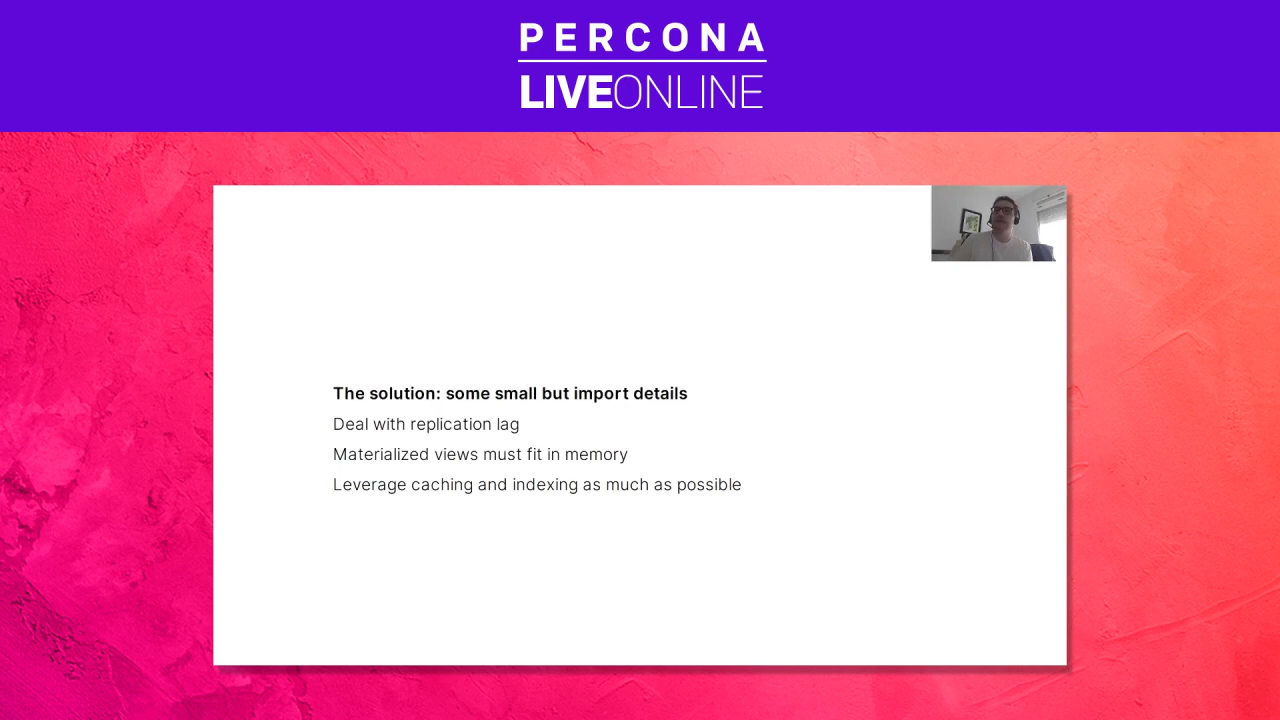 PERCONA
LIVEONLINE
The solution: some small but import details
Deal with replication lag
Materialized views must fit in memory
Leverage caching and indexing as much as possible